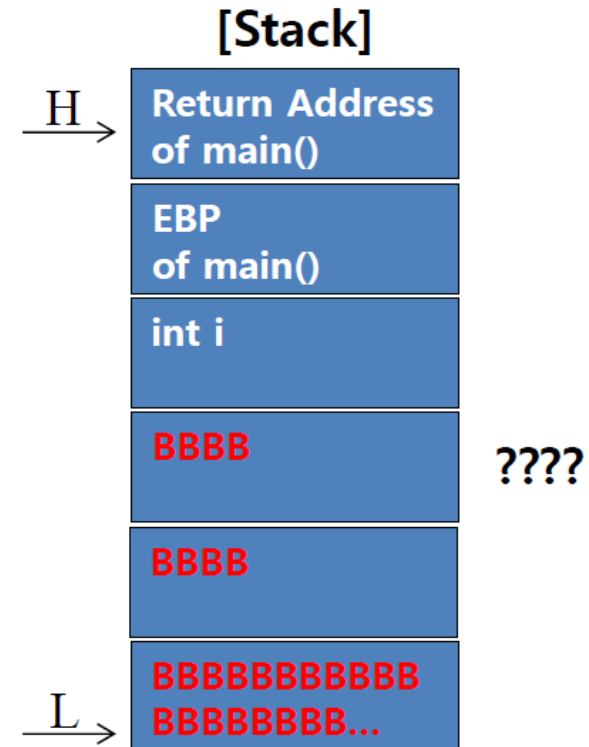 [Stack]
H
Return Address
of main()
EBP
of main()
int i
BBBB
????
BBBB
L
BBBBBBBBBBB
BBBBBBBB...